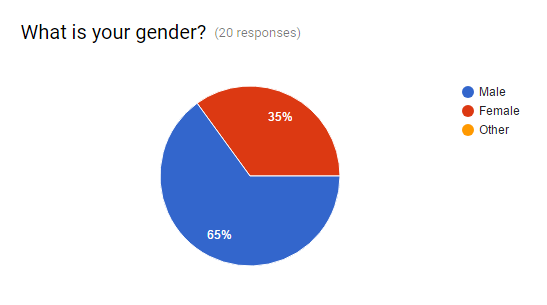 What is your gender? (20 responses)
Male
Female
Other
35%
65%